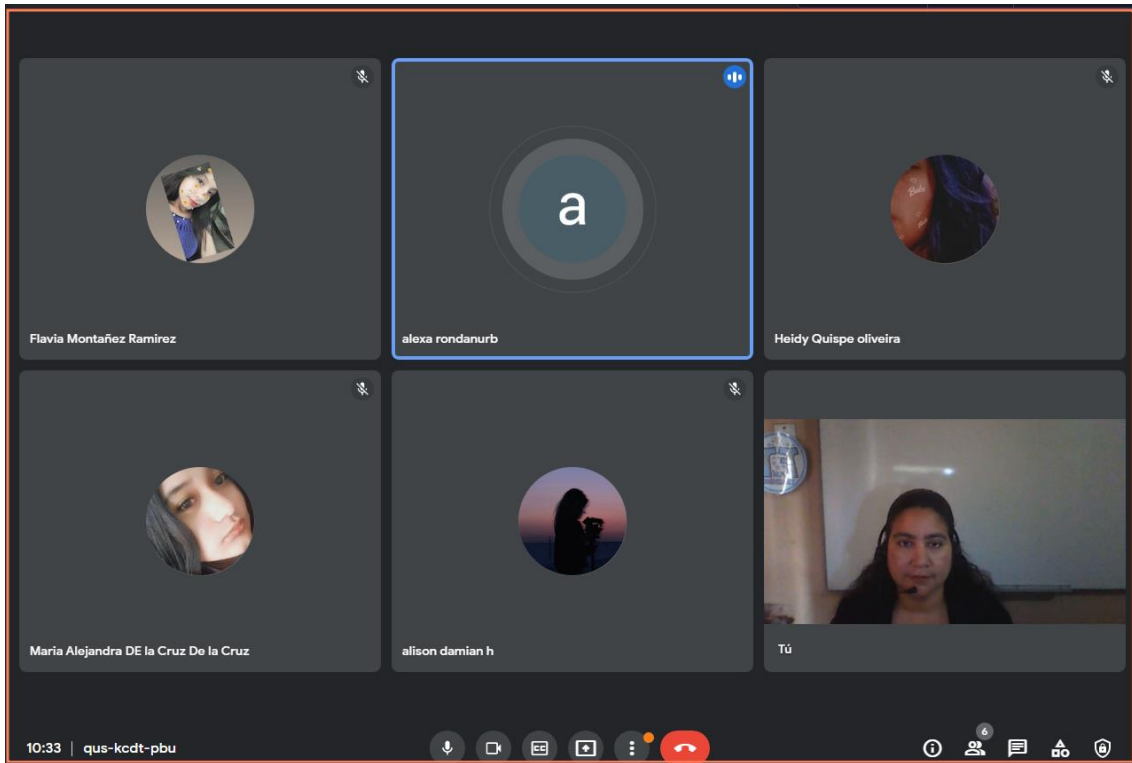 Flavia Montañez Ramirez
a
alexa rondanurb
Heidy Quispe oliveira
Maria Alejandra DE la Cruz De la Cruz
alison damian h
Tú
10:33 | qus-kcdt-pbu
CC
6